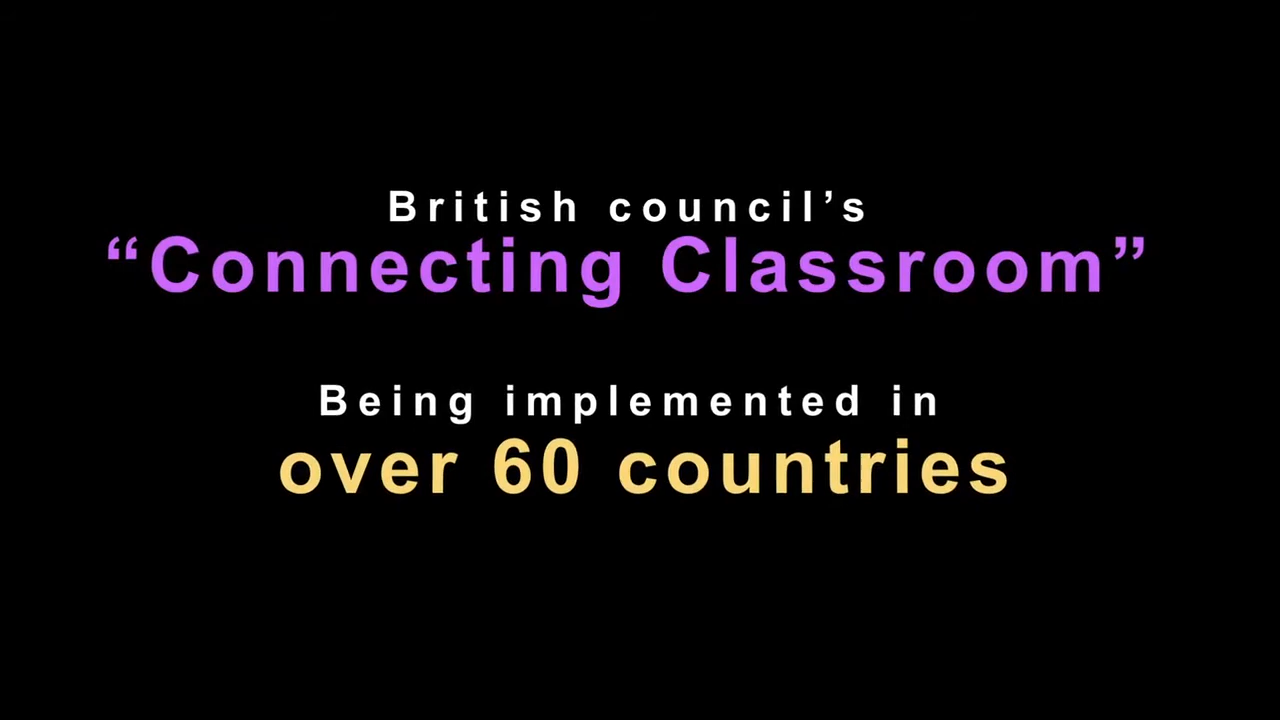 British council’s
“Connecting Classroom”
Being implemented in
over 60 countries